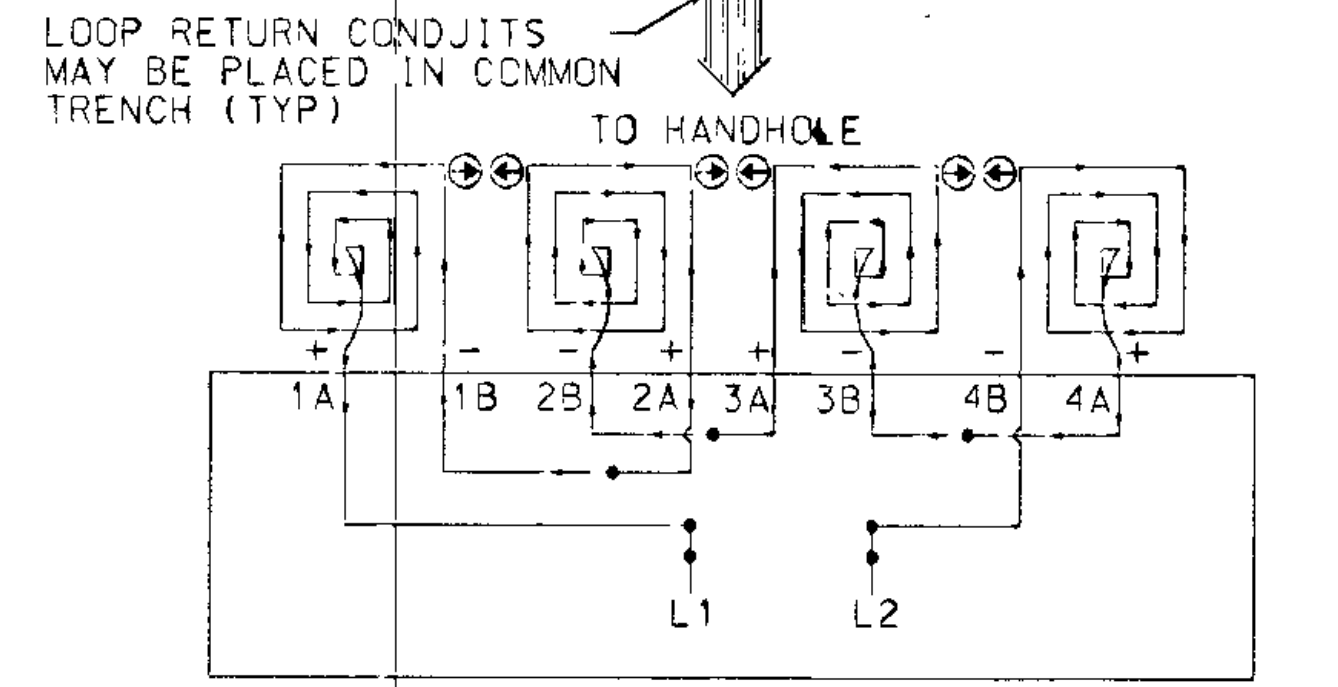 LOOP RETURN CONDJITS
MAY BE PLACED IN COMMON
TRENCH (TYP)
TO HANDHOLE
+ - - + + - - +
1A 1B 2B 2A 3A 3B 4B 4A
L1 L2